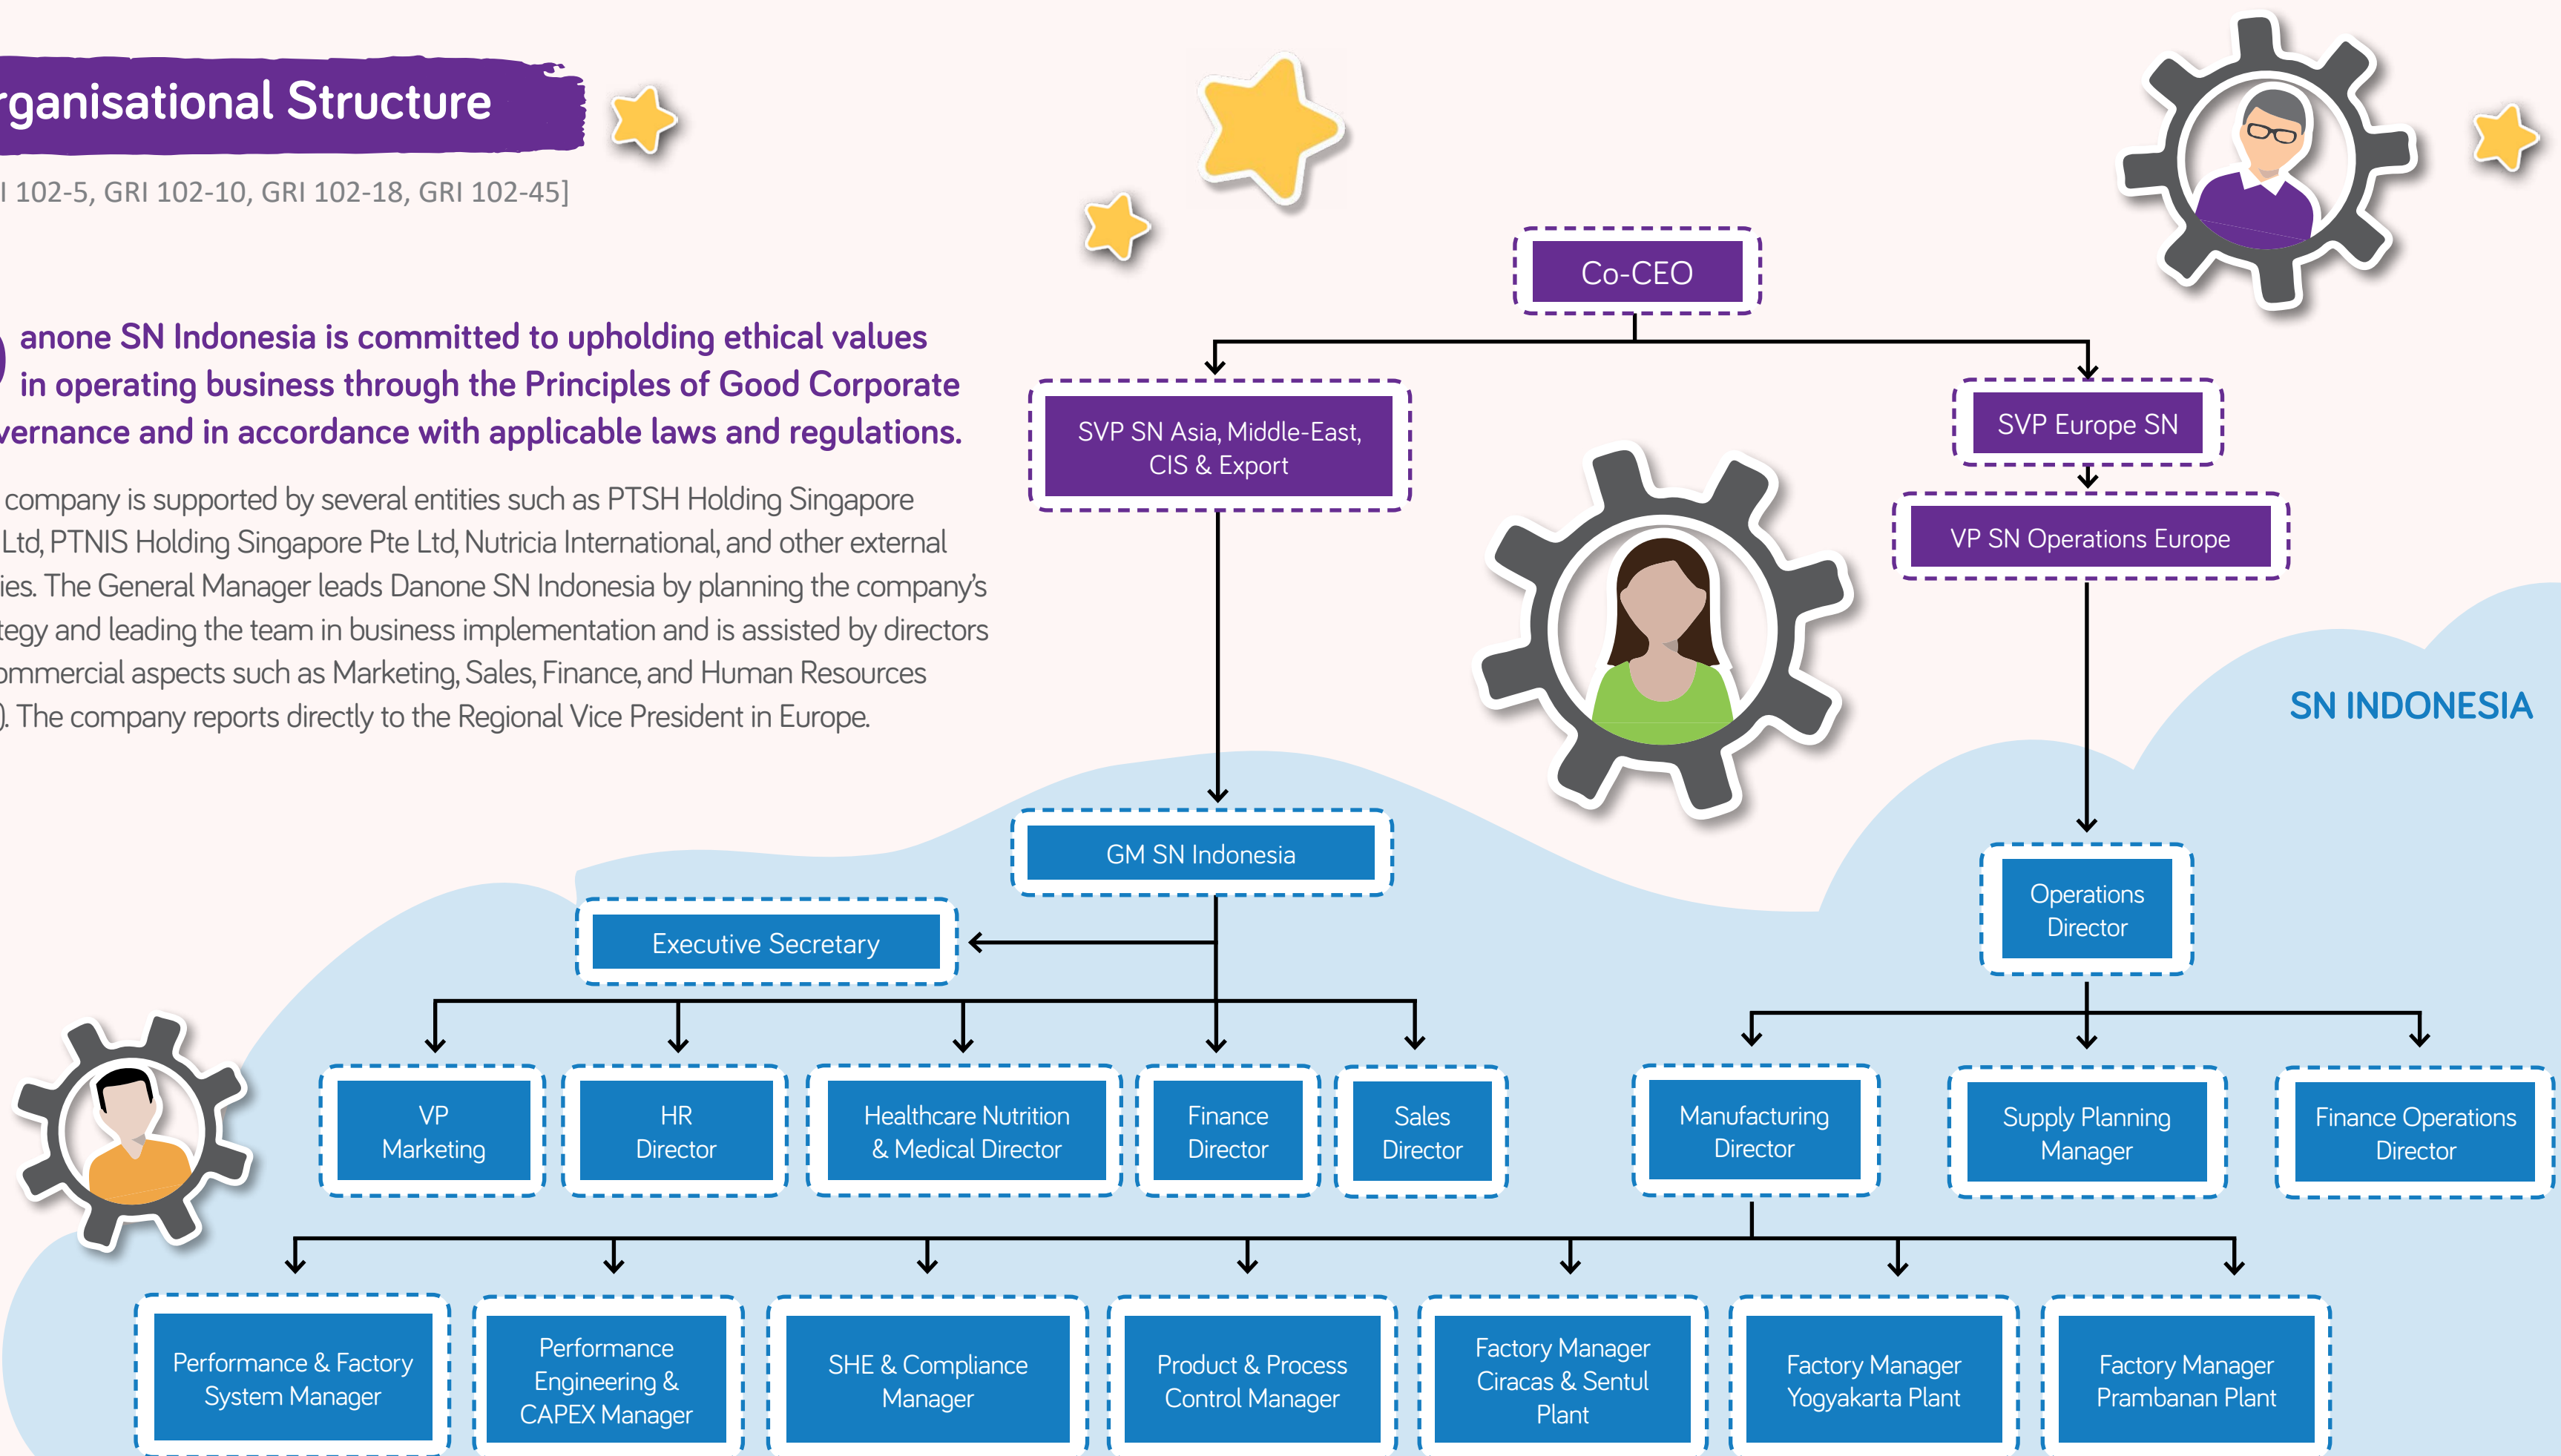 rganisational Structure
I 102-5, GRI 102-10, GRI 102-18, GRI 102-45]
anone SN Indonesia is committed to upholding ethical values
in operating business through the Principles of Good Corporate
vernance and in accordance with applicable laws and regulations.
company is supported by several entities such as PTSH Holding Singapore
Ltd, PTNIS Holding Singapore Pte Ltd, Nutricia International, and other external
ies. The General Manager leads Danone SN Indonesia by planning the company's
tegy and leading the team in business implementation and is assisted by directors
ommercial aspects such as Marketing, Sales, Finance, and Human Resources
). The company reports directly to the Regional Vice President in Europe.
Co-CEO
SVP SN Asia, Middle-East,
CIS & Export
SVP Europe SN
VP SN Operations Europe
SN INDONESIA
GM SN Indonesia
Executive Secretary
Operations
Director
VP
Marketing
HR
Director
Healthcare Nutrition
& Medical Director
Finance
Director
Sales
Director
Manufacturing
Director
Supply Planning
Manager
Finance Operations
Director
Performance & Factory
System Manager
Performance
Engineering &
CAPEX Manager
SHE & Compliance
Manager
Product & Process
Control Manager
Factory Manager
Ciracas & Sentul
Plant
Factory Manager
Yogyakarta Plant
Factory Manager
Prambanan Plant